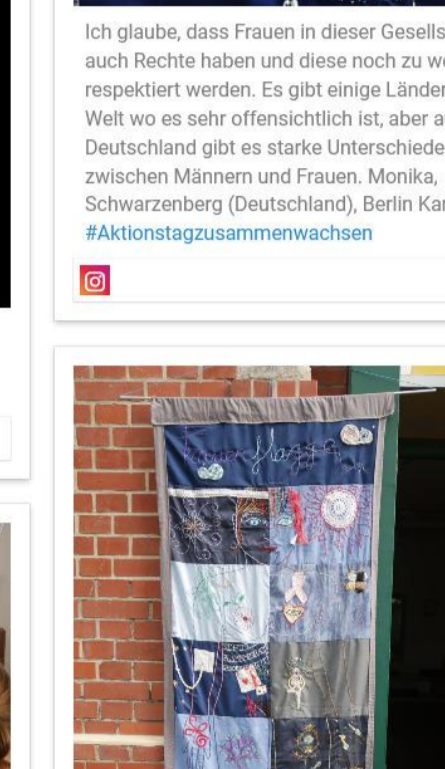 Ich glaube, dass Frauen in dieser Gesells
auch Rechte haben und diese noch zu we
respektiert werden. Es gibt einige Länder
Welt wo es sehr offensichtlich ist, aber a
Deutschland gibt es starke Unterschiede
zwischen Männern und Frauen. Monika,
Schwarzenberg (Deutschland), Berlin Kar
#Aktionstagzusammenwachsen